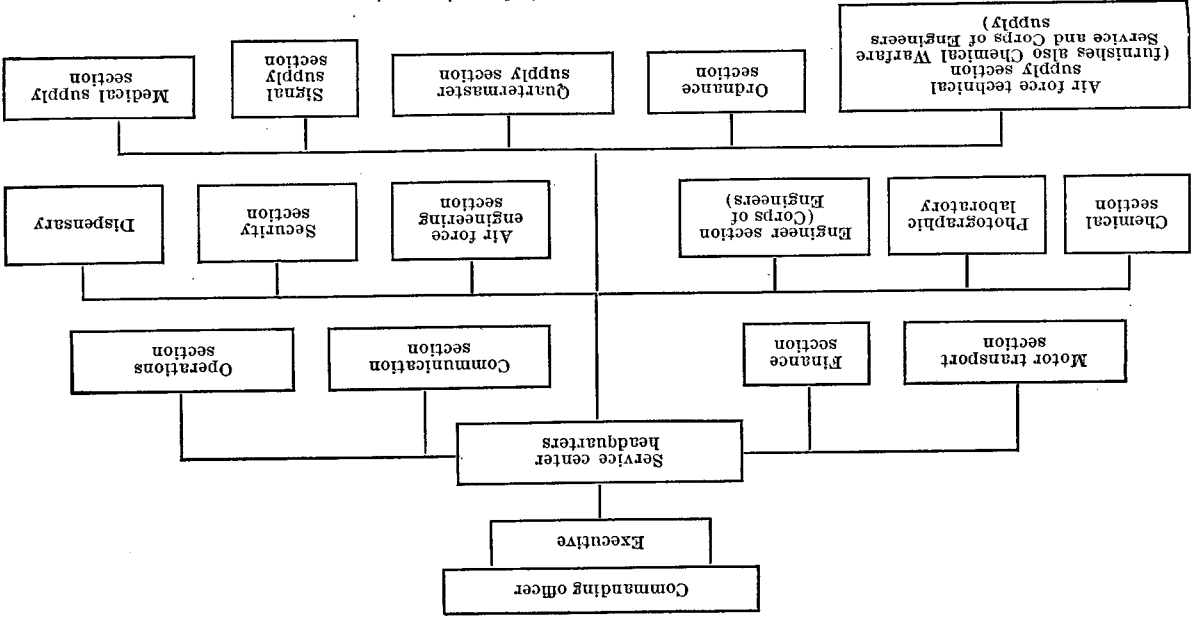 Commanding officer
Executive
Service center
headquarters
Motor transport
section
Finance
section
Communication
section
Operations
section
Chemical
section
Photographic
laboratory
Engineer section
(Corps of
Engineers)
Air force
engineering
section
Security
section
Dispensary
Air force technical
supply section
(furnishes also Chemical Warfare
Service and Corps of Engineers
supply)
Ordnance
section
Quartermaster
supply section
Signal
supply
section
Medical supply
section